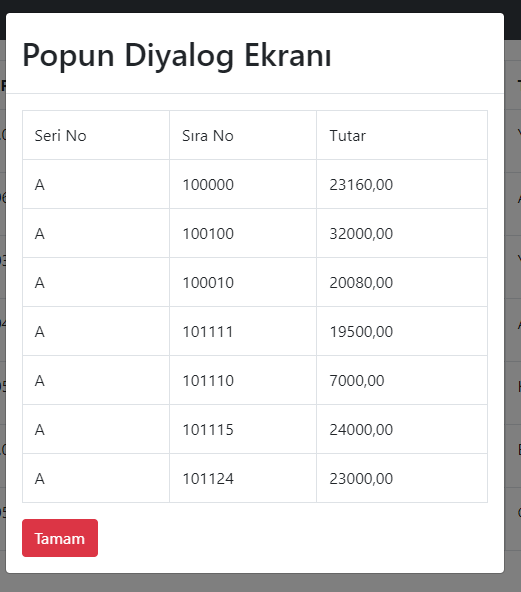 Popun Diyalog Ekranı
Seri No Sıra No Tutar
A 100000 23160,00
A 100100 32000,00
A 100010 20080,00
A 101111 19500,00
A 101110 7000,00
A 101115 24000,00
A 101124 23000,00
Tamam